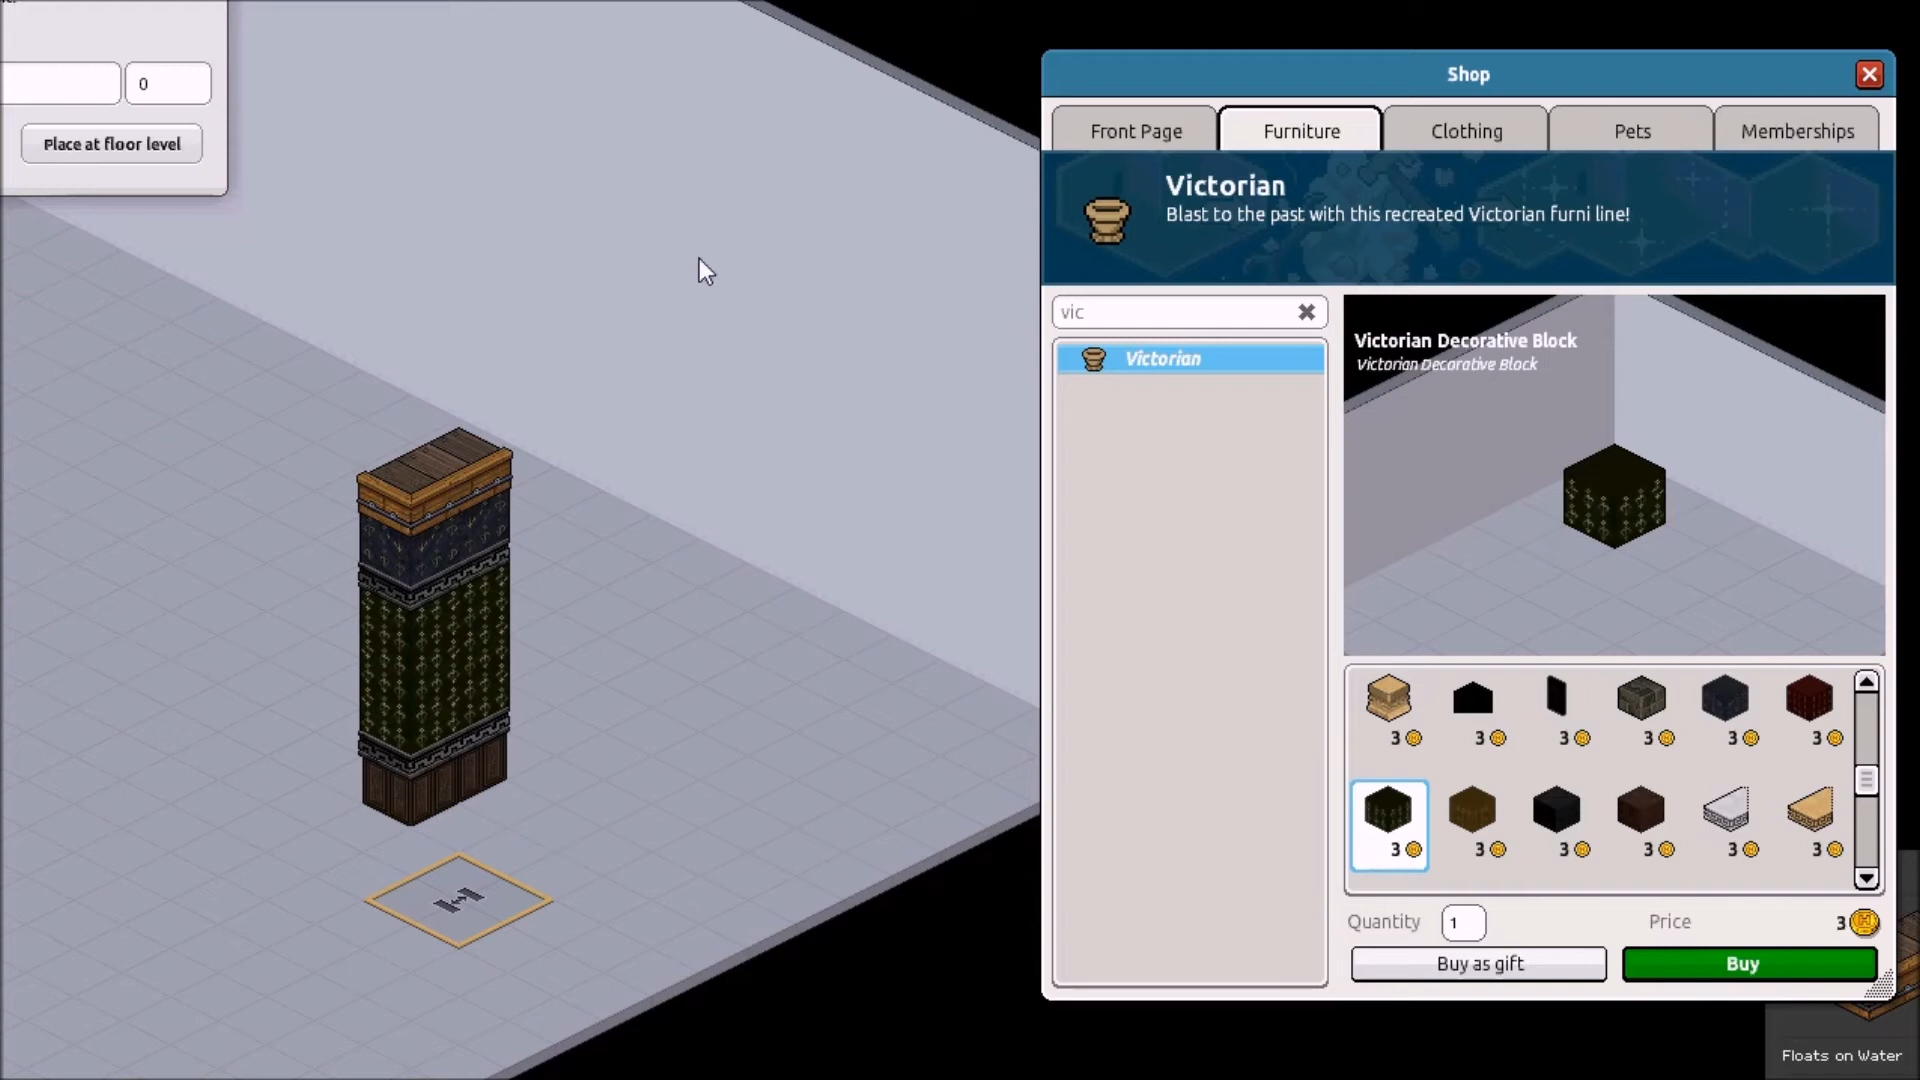 0
Place at floor level
Shop
Front Page
Furniture
Clothing
Pets
Memberships
Victorian
Blast to the past with this recreated Victorian furni line!
vic
Victorian
Victorian Decorative Block
Victorian Decorative Block
3 3 3 3 3 3
3 3 3 3 3 3
Quantity 1 Price 3
Buy as gift
Buy
Floats on Water